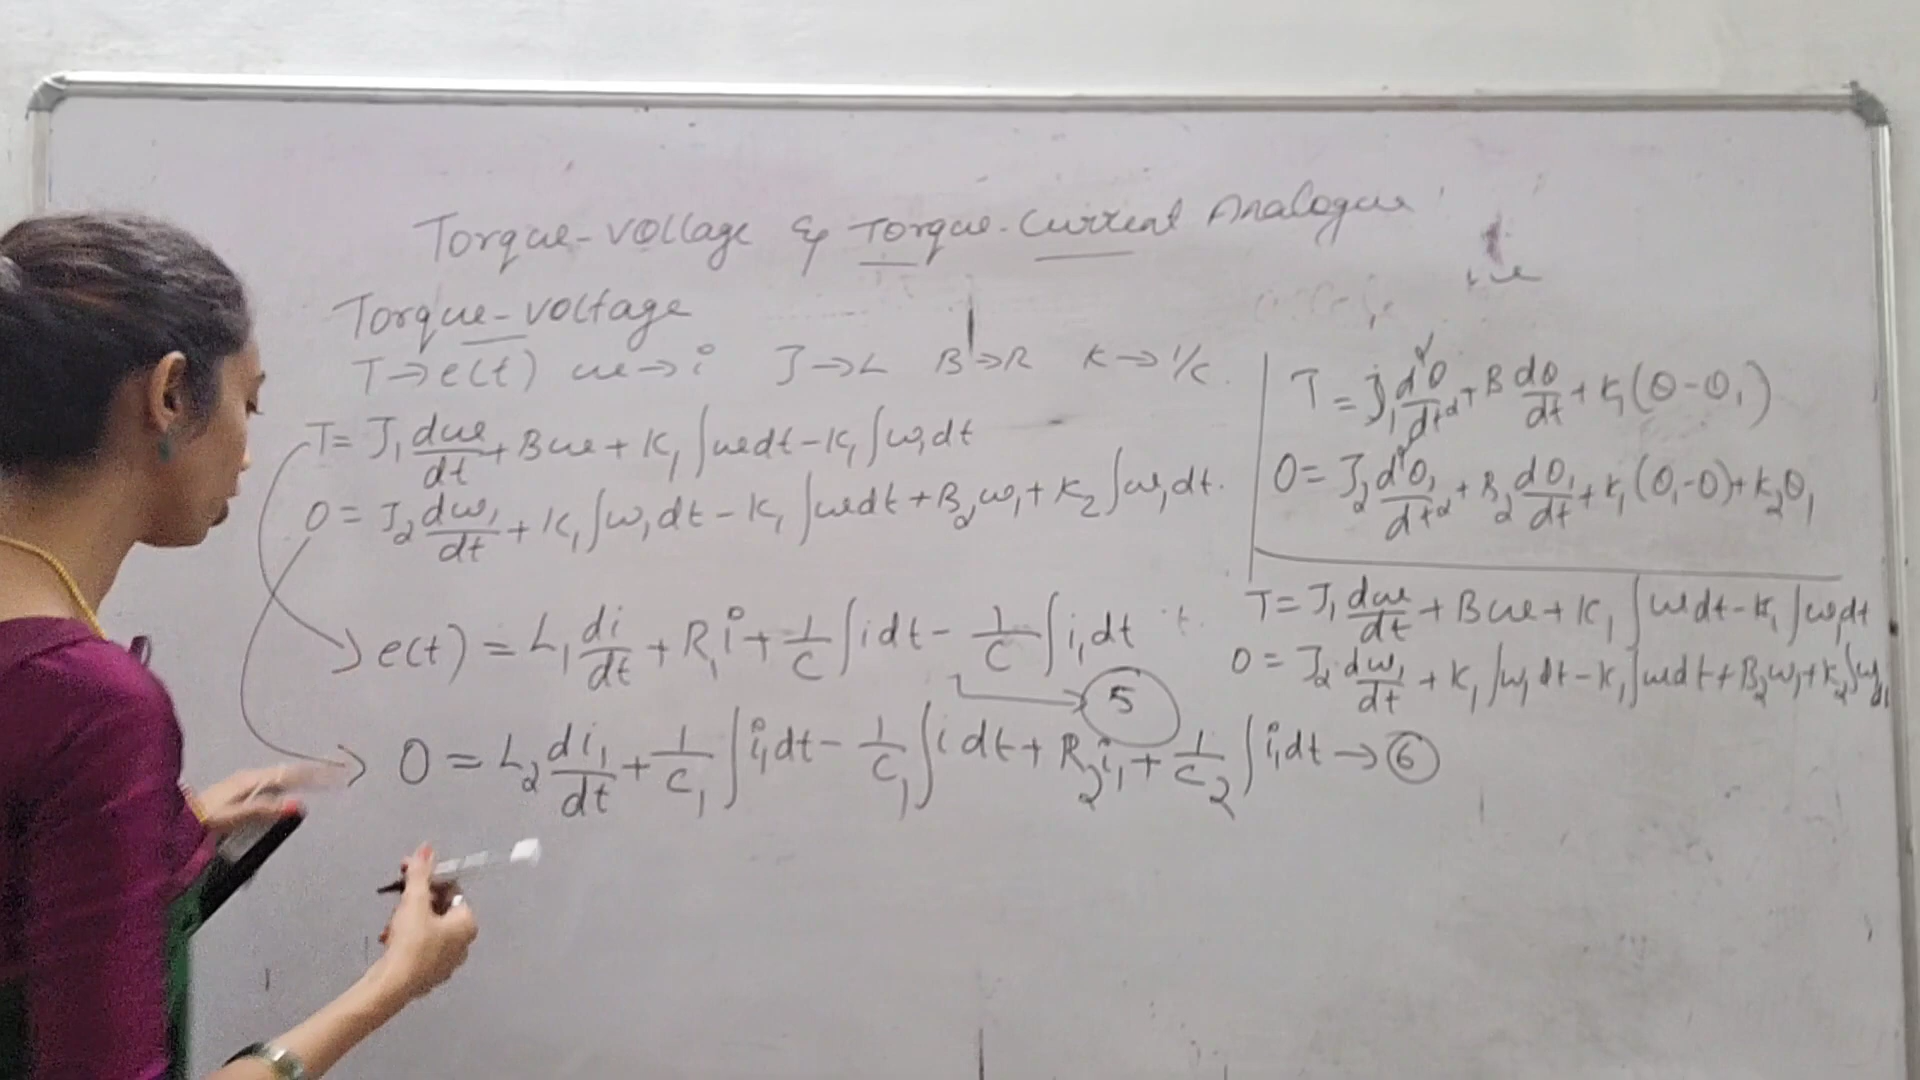 Torque-voltage & Torque-Current Analogue
Torque-voltage
T→e(t) ω→i J→L B→R K→1/C.
T= J₁ dω/dt + Bω + K₁∫ωdt - K₁∫ω₁dt
0 = J₂ dω₁/dt + K₁∫ω₁dt - K₁∫ωdt + B₂ω₁ + K₂∫ω₁dt.
e(t) = L₁ di/dt + R₁i + 1/C ∫idt - 1/C ∫i₁dt → 5
0 = L₂ di₁/dt + 1/C₁ ∫i₁dt - 1/C₁ ∫i dt + R₂i₁ + 1/C₂ ∫i₁dt → 6
T = J₁ d²θ/dt² + B dθ/dt + K₁(θ-θ₁)
0 = J₂ d²θ₁/dt² + B₂ dθ₁/dt + K₁(θ₁-θ) + K₂θ₁
T= J₁ dω/dt + Bω + K₁∫ωdt - K₁∫ω₁dt
0 = J₂ dω₁/dt + K₁∫ω₁dt - K₁∫ωdt + B₂ω₁ + K₂∫ω₁dt